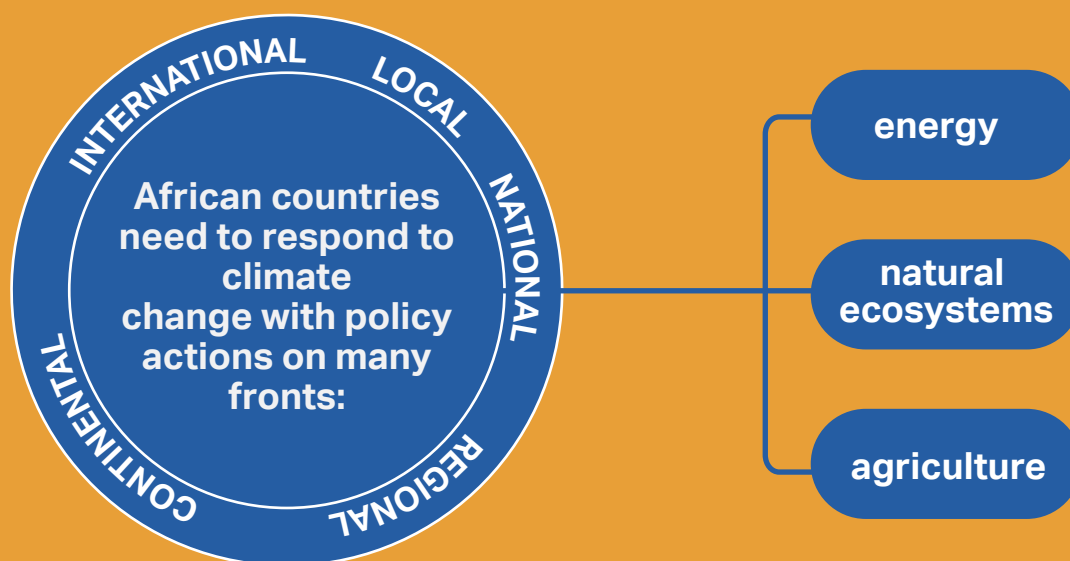 INTERNATIONAL
LOCAL
NATIONAL
REGIONAL
CONTINENTAL
African countries
need to respond to
climate
change with policy
actions on many
fronts:
energy
natural
ecosystems
agriculture